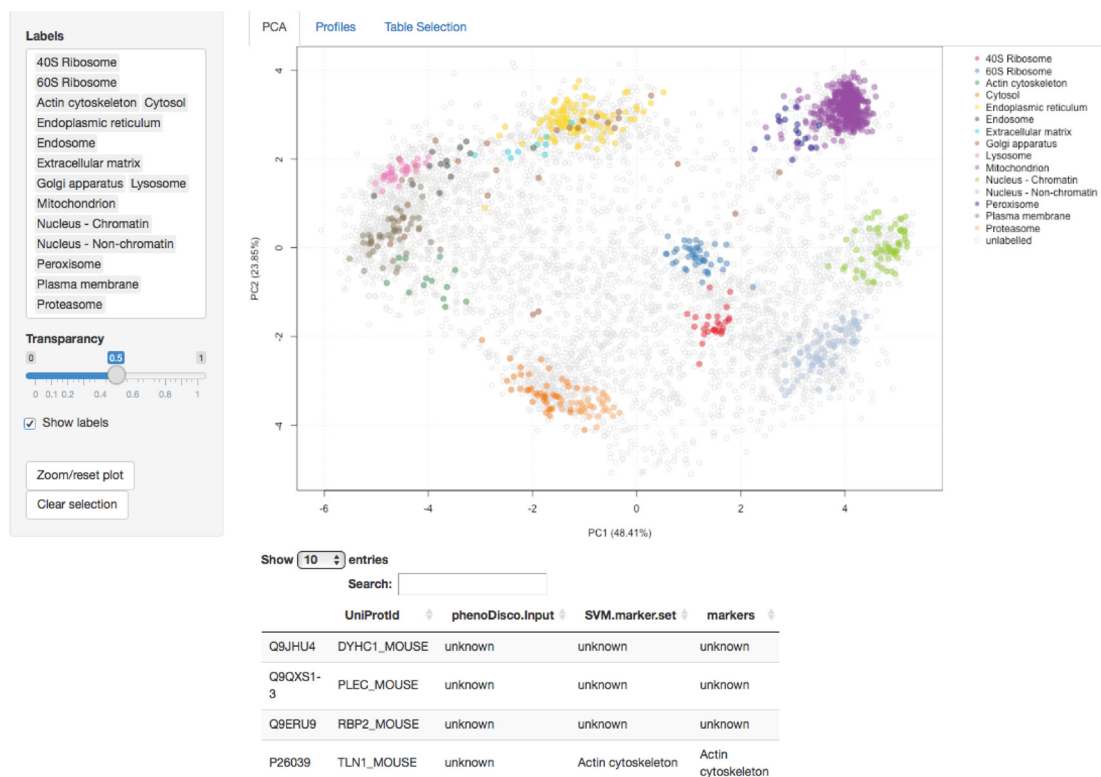 Labels
40S Ribosome
60S Ribosome
Actin cytoskeleton Cytosol
Endoplasmic reticulum
Endosome
Extracellular matrix
Golgi apparatus Lysosome
Mitochondrion
Nucleus - Chromatin
Nucleus - Non-chromatin
Peroxisome
Plasma membrane
Proteasome
Transparancy
0 0.5 1
0 0.1 0.2 0.4 0.6 0.8 1
Show labels
Zoom/reset plot
Clear selection
PCA Profiles Table Selection
4
2
0
-2
-4
PC2 (23.85%)
-6 -4 -2 0 2 4
PC1 (48.41%)
40S Ribosome
60S Ribosome
Actin cytoskeleton
Cytosol
Endoplasmic reticulum
Endosome
Extracellular matrix
Golgi apparatus
Lysosome
Mitochondrion
Nucleus - Chromatin
Nucleus - Non-chromatin
Peroxisome
Plasma membrane
Proteasome
unlabelled
Show 10 entries
Search:
UniProtId phenoDisco.Input SVM.marker.set markers
Q9JHU4 DYHC1_MOUSE unknown unknown unknown
Q9QXS1-
3 PLEC_MOUSE unknown unknown unknown
Q9ERU9 RBP2_MOUSE unknown unknown unknown
P26039 TLN1_MOUSE unknown Actin cytoskeleton Actin
cytoskeleton